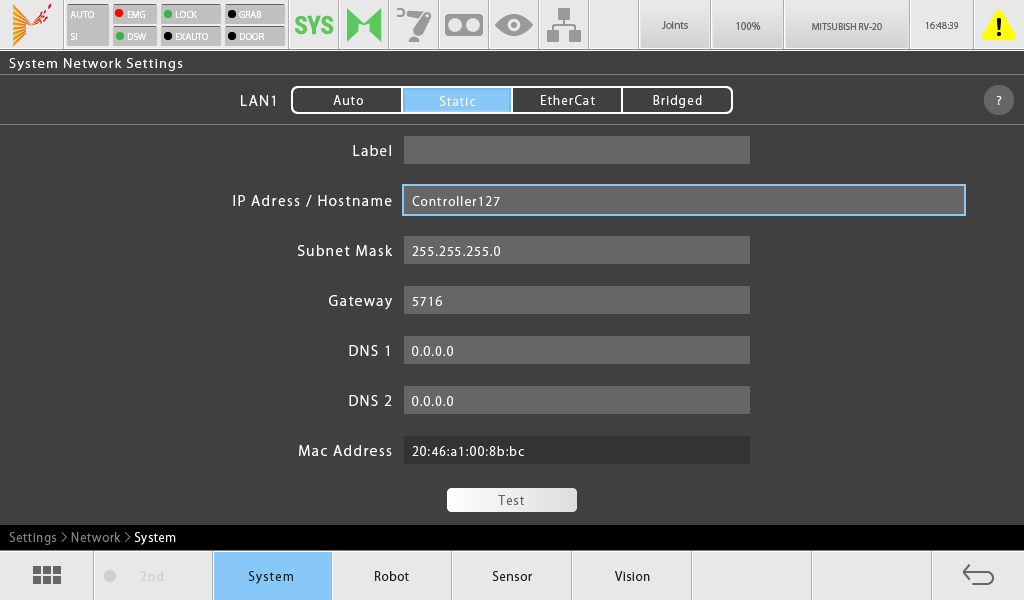 AUTO EMG LOCK GRAB
SI DSW EXAUTO DOOR
SYS
Joints 100% MITSUBISH RV-20 16:48:39
System Network Settings
LAN1 Auto Static EtherCat Bridged ?
Label
IP Adress / Hostname Controller127
Subnet Mask 255.255.255.0
Gateway 5716
DNS 1 0.0.0.0
DNS 2 0.0.0.0
Mac Address 20:46:a1:00:8b:bc
Test
Settings > Network > System
2nd System Robot Sensor Vision